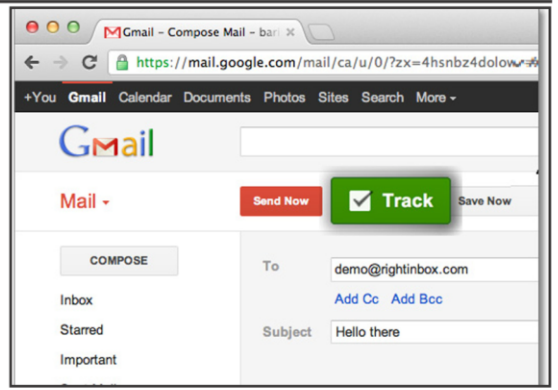 Gmail – Compose Mail – bar
https://mail.google.com/mail/ca/u/0/?zx=4hsnbz4dolow
+You Gmail Calendar Documents Photos Sites Search More
Gmail
Mail
Send Now Track Save Now
COMPOSE
To demo@rightinbox.com
Add Cc Add Bcc
Inbox
Starred
Subject Hello there
Important